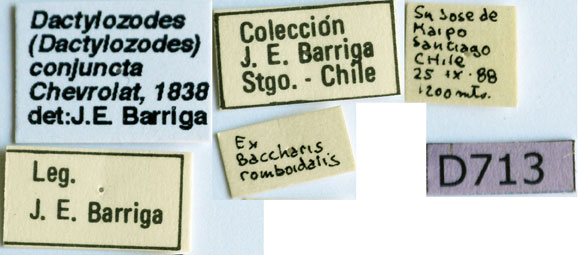 Dactylozodes
(Dactylozodes)
conjuncta
Chevrolat, 1838
det:J.E. Barriga
Colección
J. E. Barriga
Stgo. - Chile
Sn Jose de
Maipo
Santiago
CHile
25 IX · 88
1200 mts.
Leg.
J. E. Barriga
Ex
Baccharis
romboidalis
D713